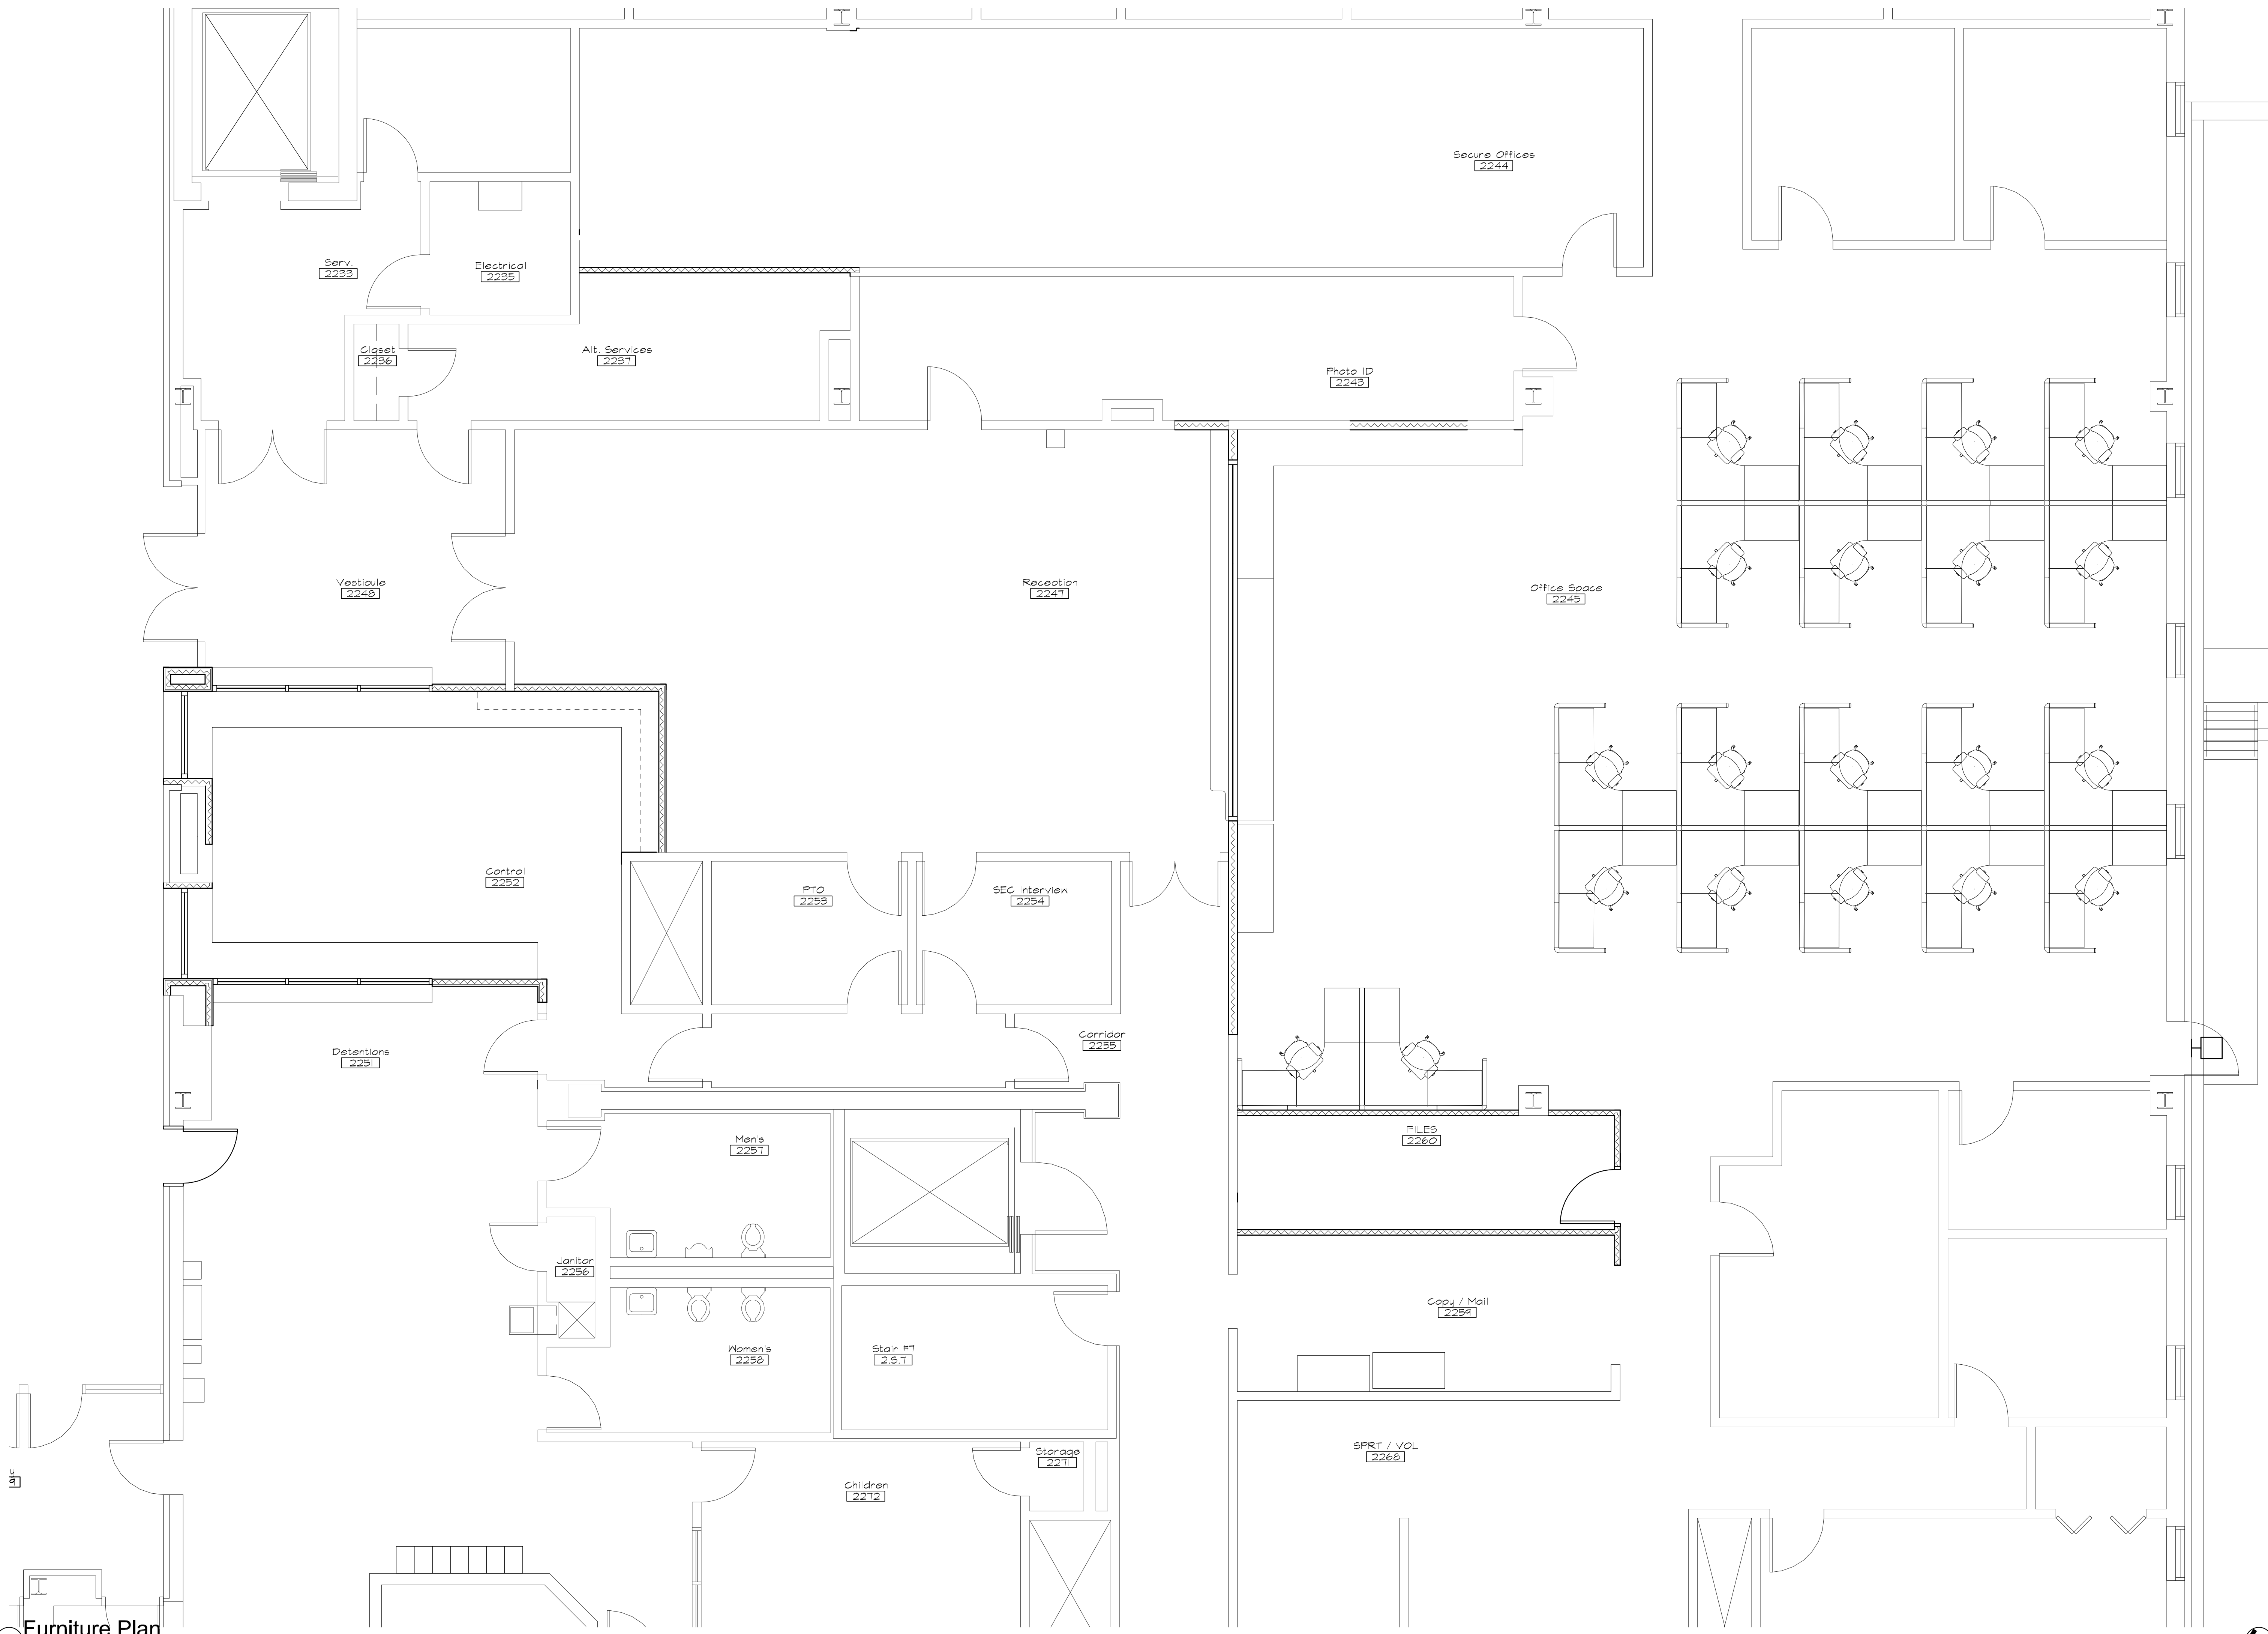 Secure Offices
2244
Serv.
2233
Electrical
2235
Closet
2236
Alt. Services
2237
Photo ID
2243
Vestibule
2248
Reception
2247
Office Space
2245
Control
2252
PTO
2253
SEC Interview
2254
Detentions
2251
Corridor
2255
Men's
2257
FILES
2260
Janitor
2256
Copy / Mail
2259
Women's
2258
Stair #7
2.S.7
Storage
2271
SPRT / VOL
2268
Children
2272
Furniture Plan